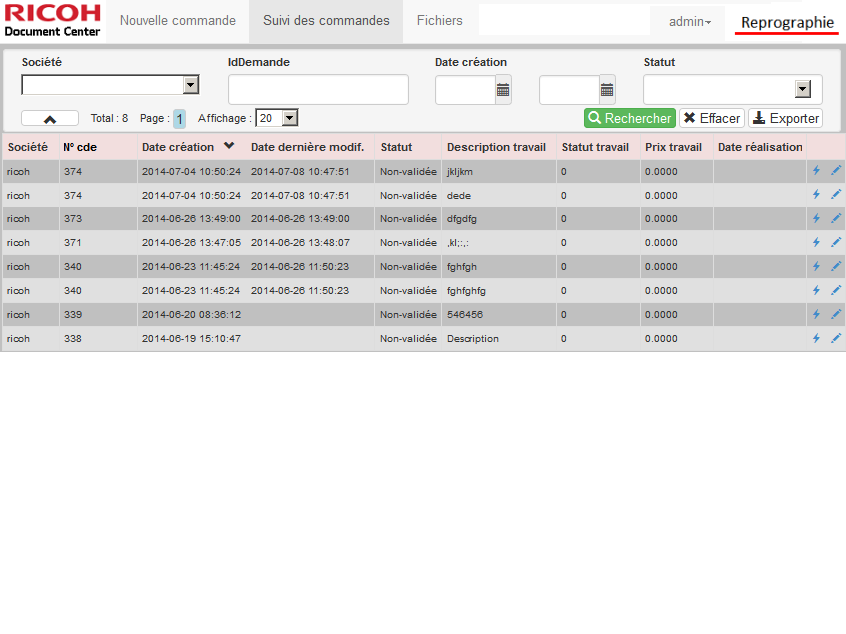 RICOH
Document Center
Nouvelle commande Suivi des commandes Fichiers admin Reprographie
Société IdDemande Date création Statut
Total : 8 Page : 1 Affichage : 20 Rechercher Effacer Exporter
Société N° cde Date création Date dernière modif. Statut Description travail Statut travail Prix travail Date réalisation
ricoh 374 2014-07-04 10:50:24 2014-07-08 10:47:51 Non-validée jkljkm 0 0.0000
ricoh 374 2014-07-04 10:50:24 2014-07-08 10:47:51 Non-validée dede 0 0.0000
ricoh 373 2014-06-26 13:49:00 2014-06-26 13:49:00 Non-validée dfgdfg 0 0.0000
ricoh 371 2014-06-26 13:47:05 2014-06-26 13:48:07 Non-validée ,kl;:,: 0 0.0000
ricoh 340 2014-06-23 11:45:24 2014-06-26 11:50:23 Non-validée fghfgh 0 0.0000
ricoh 340 2014-06-23 11:45:24 2014-06-26 11:50:23 Non-validée fghfghfg 0 0.0000
ricoh 339 2014-06-20 08:36:12 Non-validée 546456 0 0.0000
ricoh 338 2014-06-19 15:10:47 Non-validée Description 0 0.0000